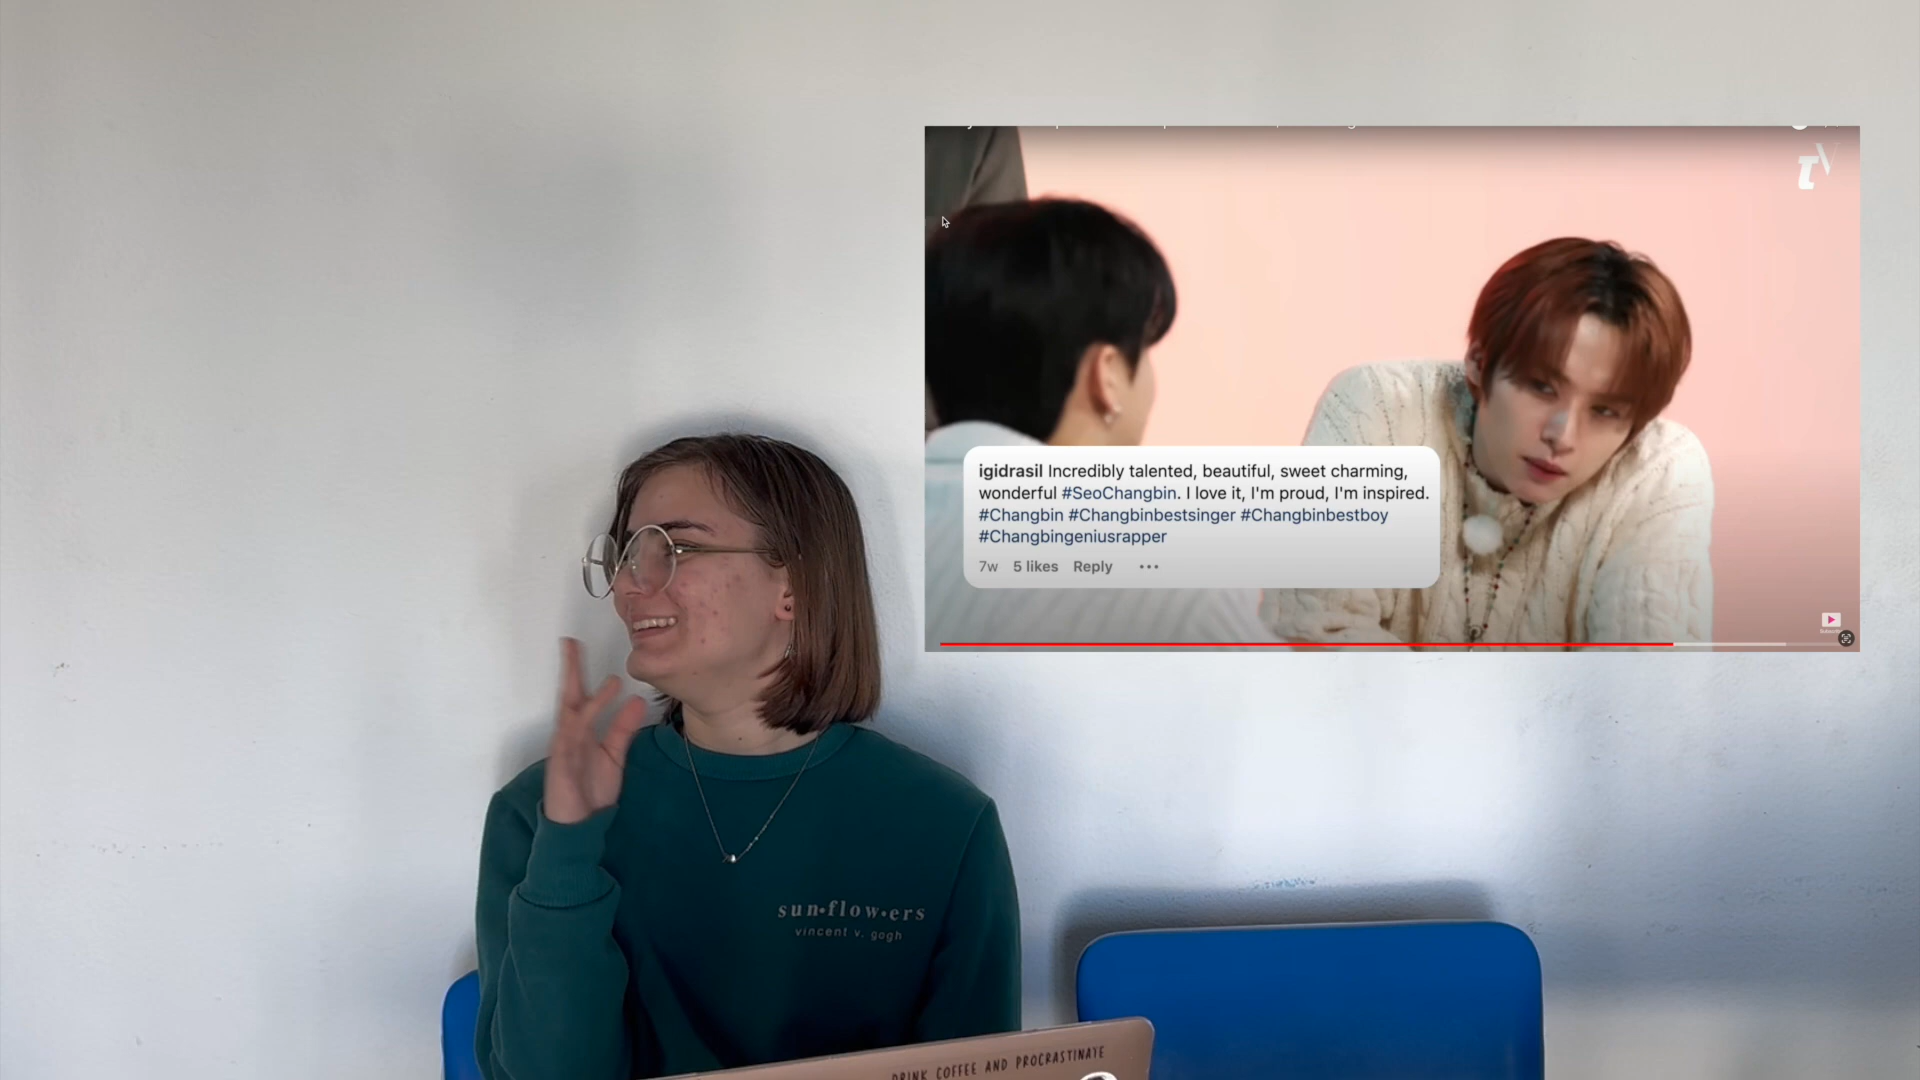 tV
igidrasil Incredibly talented, beautiful, sweet charming,
wonderful #SeoChangbin. I love it, I'm proud, I'm inspired.
#Changbin #Changbinbestsinger #Changbinbestboy
#Changbingeniusrapper
7w 5 likes Reply
sun•flow•ers
vincent v. gogh
DRINK COFFEE AND PROCRASTINATE